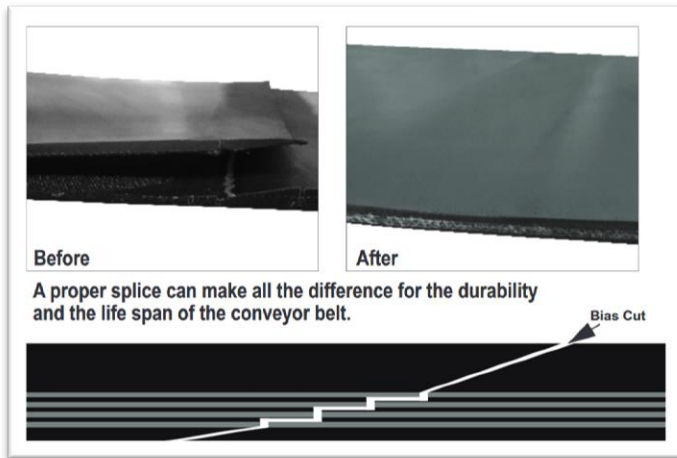 Before
After
A proper splice can make all the difference for the durability
and the life span of the conveyor belt.
Bias Cut